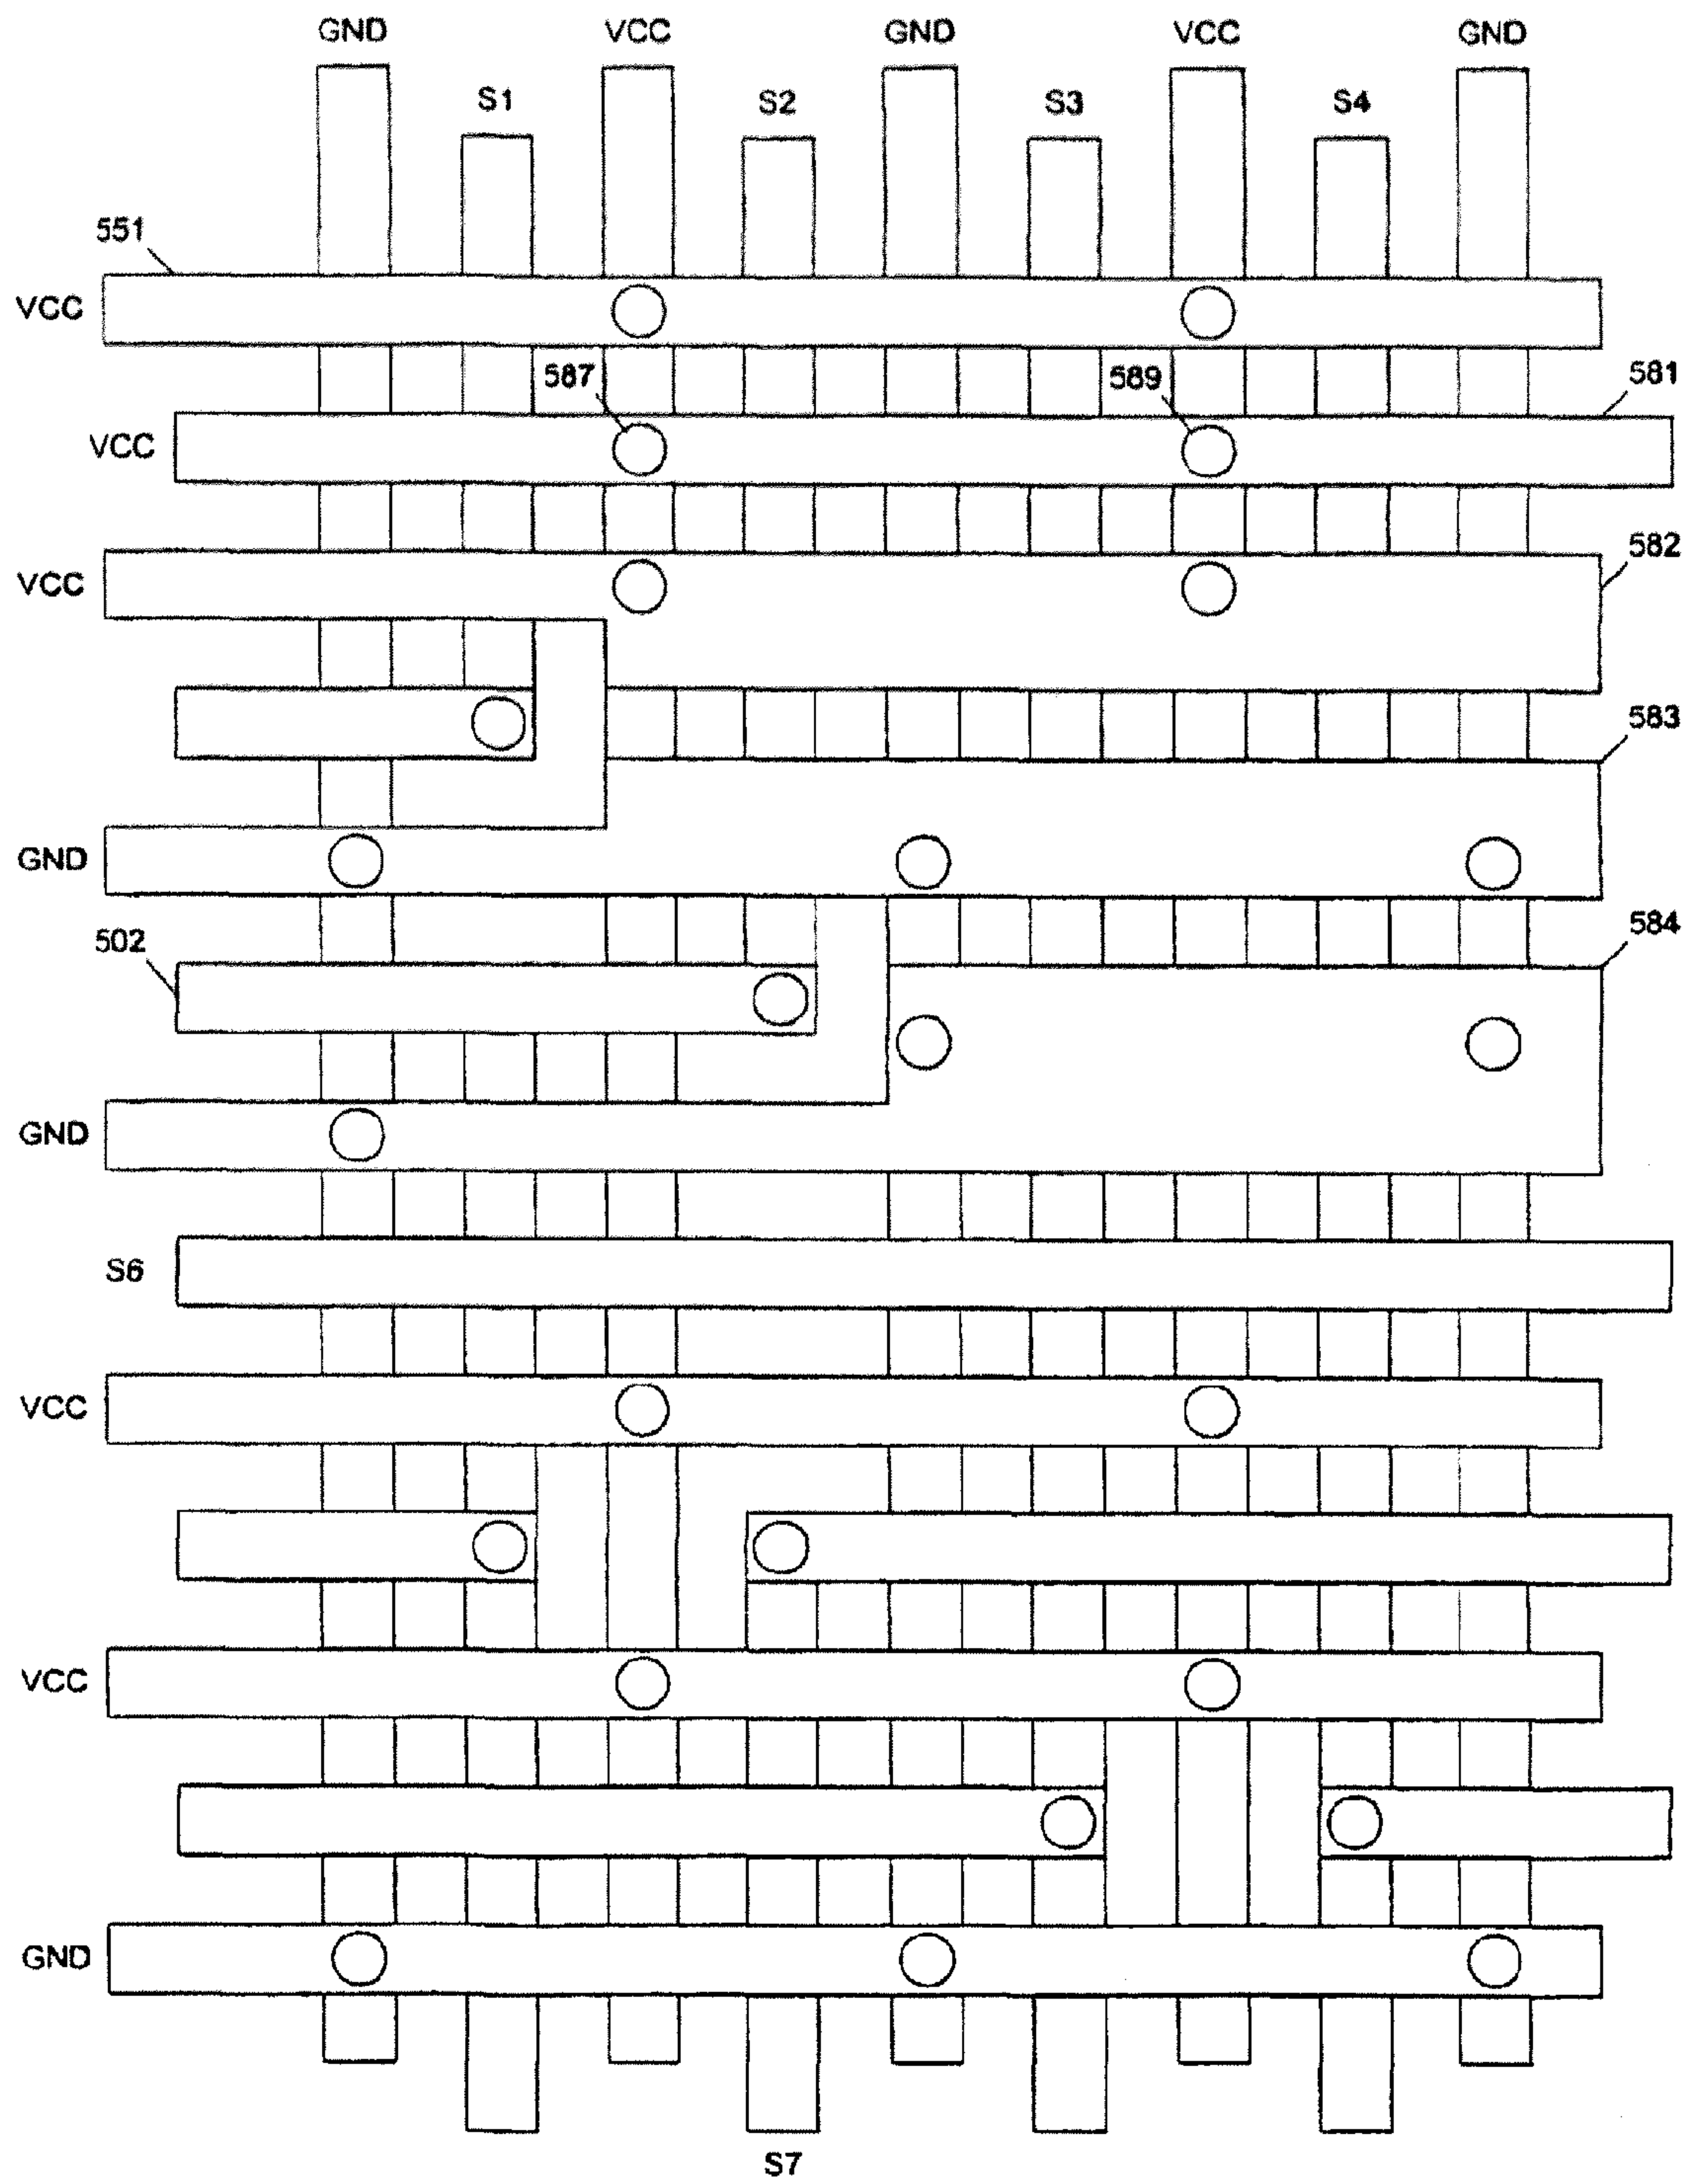 GND VCC GND VCC GND
S1 S2 S3 S4
551
VCC
587 589 581
VCC
582
VCC
583
GND
584
502
GND
S6
VCC
VCC
GND
S7